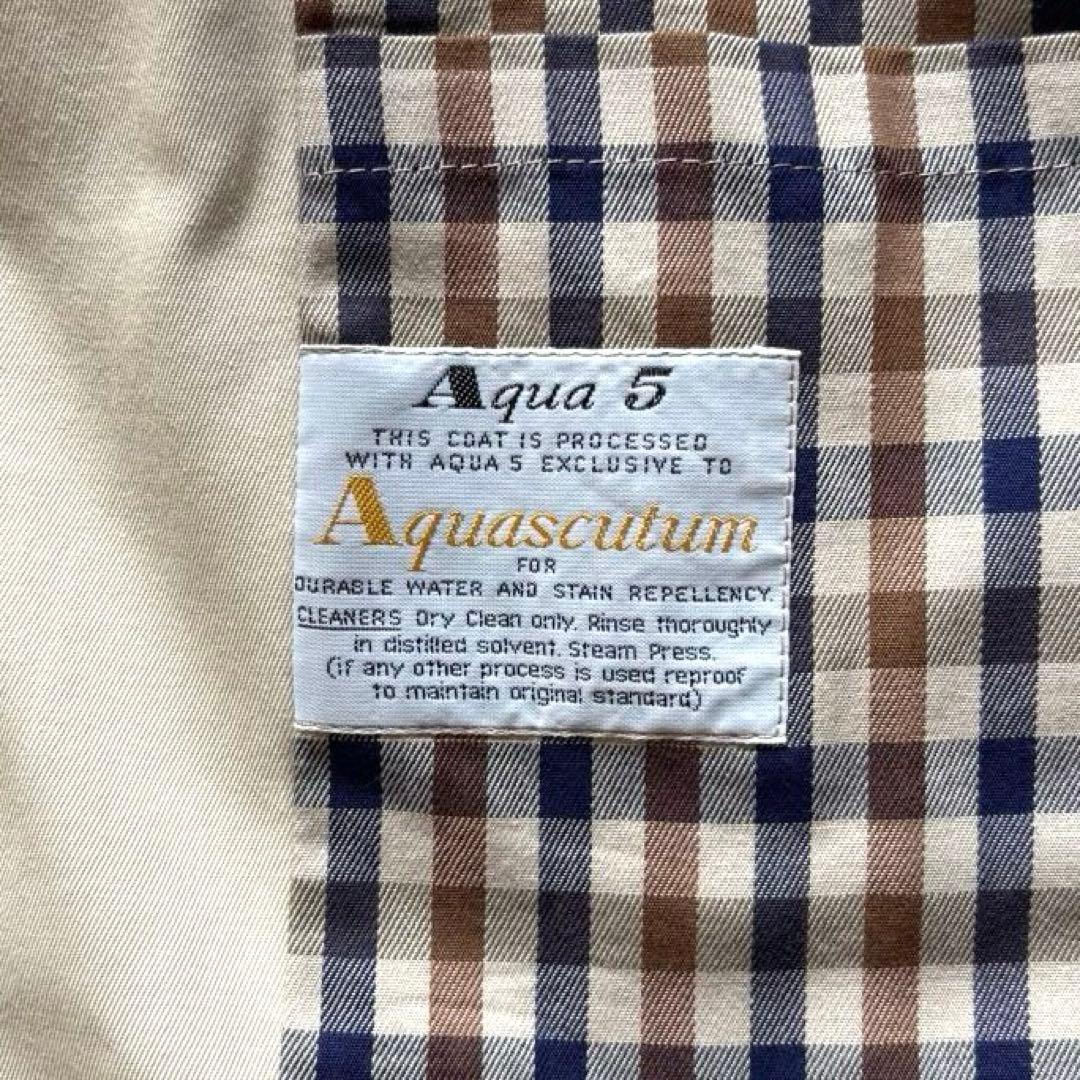 Aqua 5
THIS COAT IS PROCESSED
WITH AQUA 5 EXCLUSIVE TO
Aquascutum
FOR
DURABLE WATER AND STAIN REPELLENCY.
CLEANERS Dry Clean only. Rinse thoroughly
in distilled solvent. Steam Press.
(if any other process is used reproof
to maintain original standard)